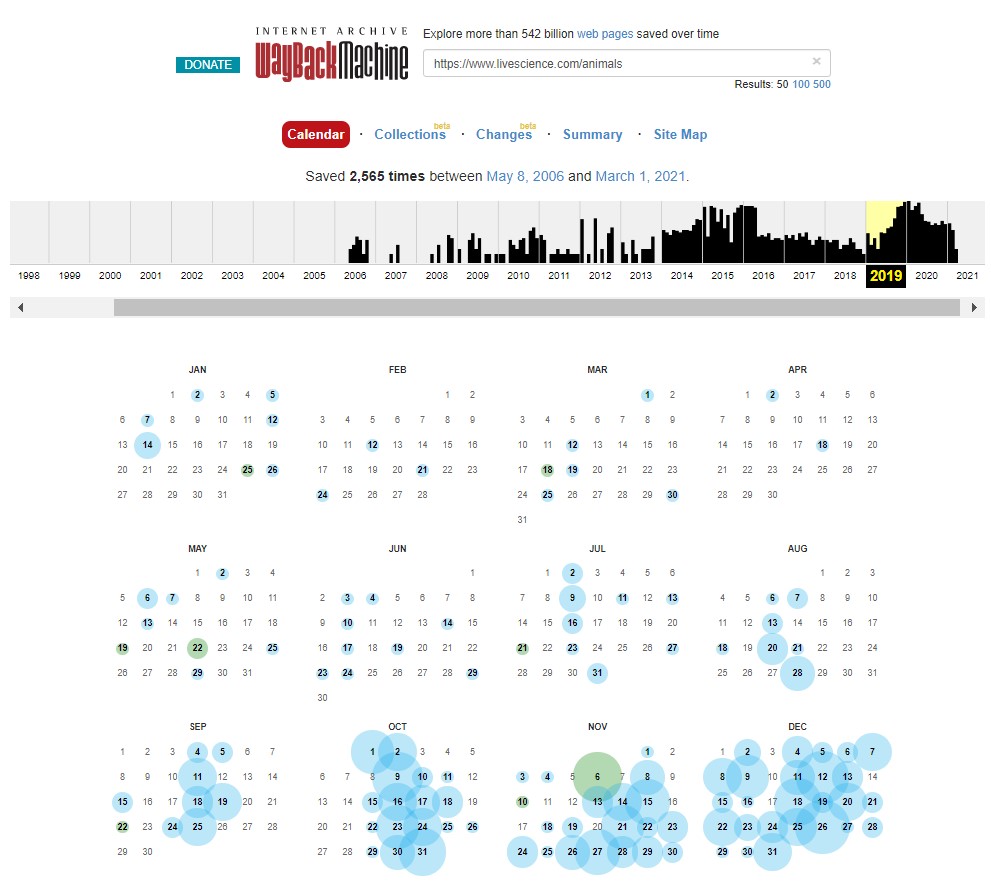 INTERNET ARCHIVE
WayBackMachine
DONATE
Explore more than 542 billion web pages saved over time
https://www.livescience.com/animals ×
Results: 50 100 500
Calendar · Collections beta · Changes beta · Summary · Site Map
Saved 2,565 times between May 8, 2006 and March 1, 2021.
1998 1999 2000 2001 2002 2003 2004 2005 2006 2007 2008 2009 2010 2011 2012 2013 2014 2015 2016 2017 2018 2019 2020 2021
JAN
1 2 3 4 5
6 7 8 9 10 11 12
13 14 15 16 17 18 19
20 21 22 23 24 25 26
27 28 29 30 31
FEB
1 2
3 4 5 6 7 8 9
10 11 12 13 14 15 16
17 18 19 20 21 22 23
24 25 26 27 28
MAR
1 2
3 4 5 6 7 8 9
10 11 12 13 14 15 16
17 18 19 20 21 22 23
24 25 26 27 28 29 30
31
APR
1 2 3 4 5 6
7 8 9 10 11 12 13
14 15 16 17 18 19 20
21 22 23 24 25 26 27
28 29 30
MAY
1 2 3 4
5 6 7 8 9 10 11
12 13 14 15 16 17 18
19 20 21 22 23 24 25
26 27 28 29 30 31
JUN
1
2 3 4 5 6 7 8
9 10 11 12 13 14 15
16 17 18 19 20 21 22
23 24 25 26 27 28 29
30
JUL
1 2 3 4 5 6
7 8 9 10 11 12 13
14 15 16 17 18 19 20
21 22 23 24 25 26 27
28 29 30 31
AUG
1 2 3
4 5 6 7 8 9 10
11 12 13 14 15 16 17
18 19 20 21 22 23 24
25 26 27 28 29 30 31
SEP
1 2 3 4 5 6 7
8 9 10 11 12 13 14
15 16 17 18 19 20 21
22 23 24 25 26 27 28
29 30
OCT
1 2 3 4 5
6 7 8 9 10 11 12
13 14 15 16 17 18 19
20 21 22 23 24 25 26
27 28 29 30 31
NOV
1 2
3 4 5 6 7 8 9
10 11 12 13 14 15 16
17 18 19 20 21 22 23
24 25 26 27 28 29 30
DEC
1 2 3 4 5 6 7
8 9 10 11 12 13 14
15 16 17 18 19 20 21
22 23 24 25 26 27 28
29 30 31